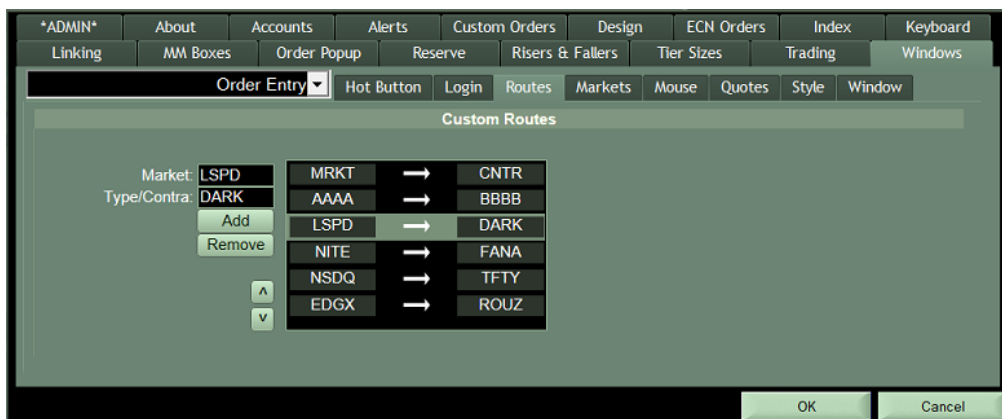 *ADMIN* About Accounts Alerts Custom Orders Design ECN Orders Index Keyboard
Linking MM Boxes Order Popup Reserve Risers & Fallers Tier Sizes Trading Windows
Order Entry Hot Button Login Routes Markets Mouse Quotes Style Window
Custom Routes
Market: LSPD MRKT → CNTR
Type/Contra: DARK AAAA → BBBB
Add LSPD → DARK
Remove NITE → FANA
NSDQ → TFTY
^ EDGX → ROUZ
v
OK Cancel